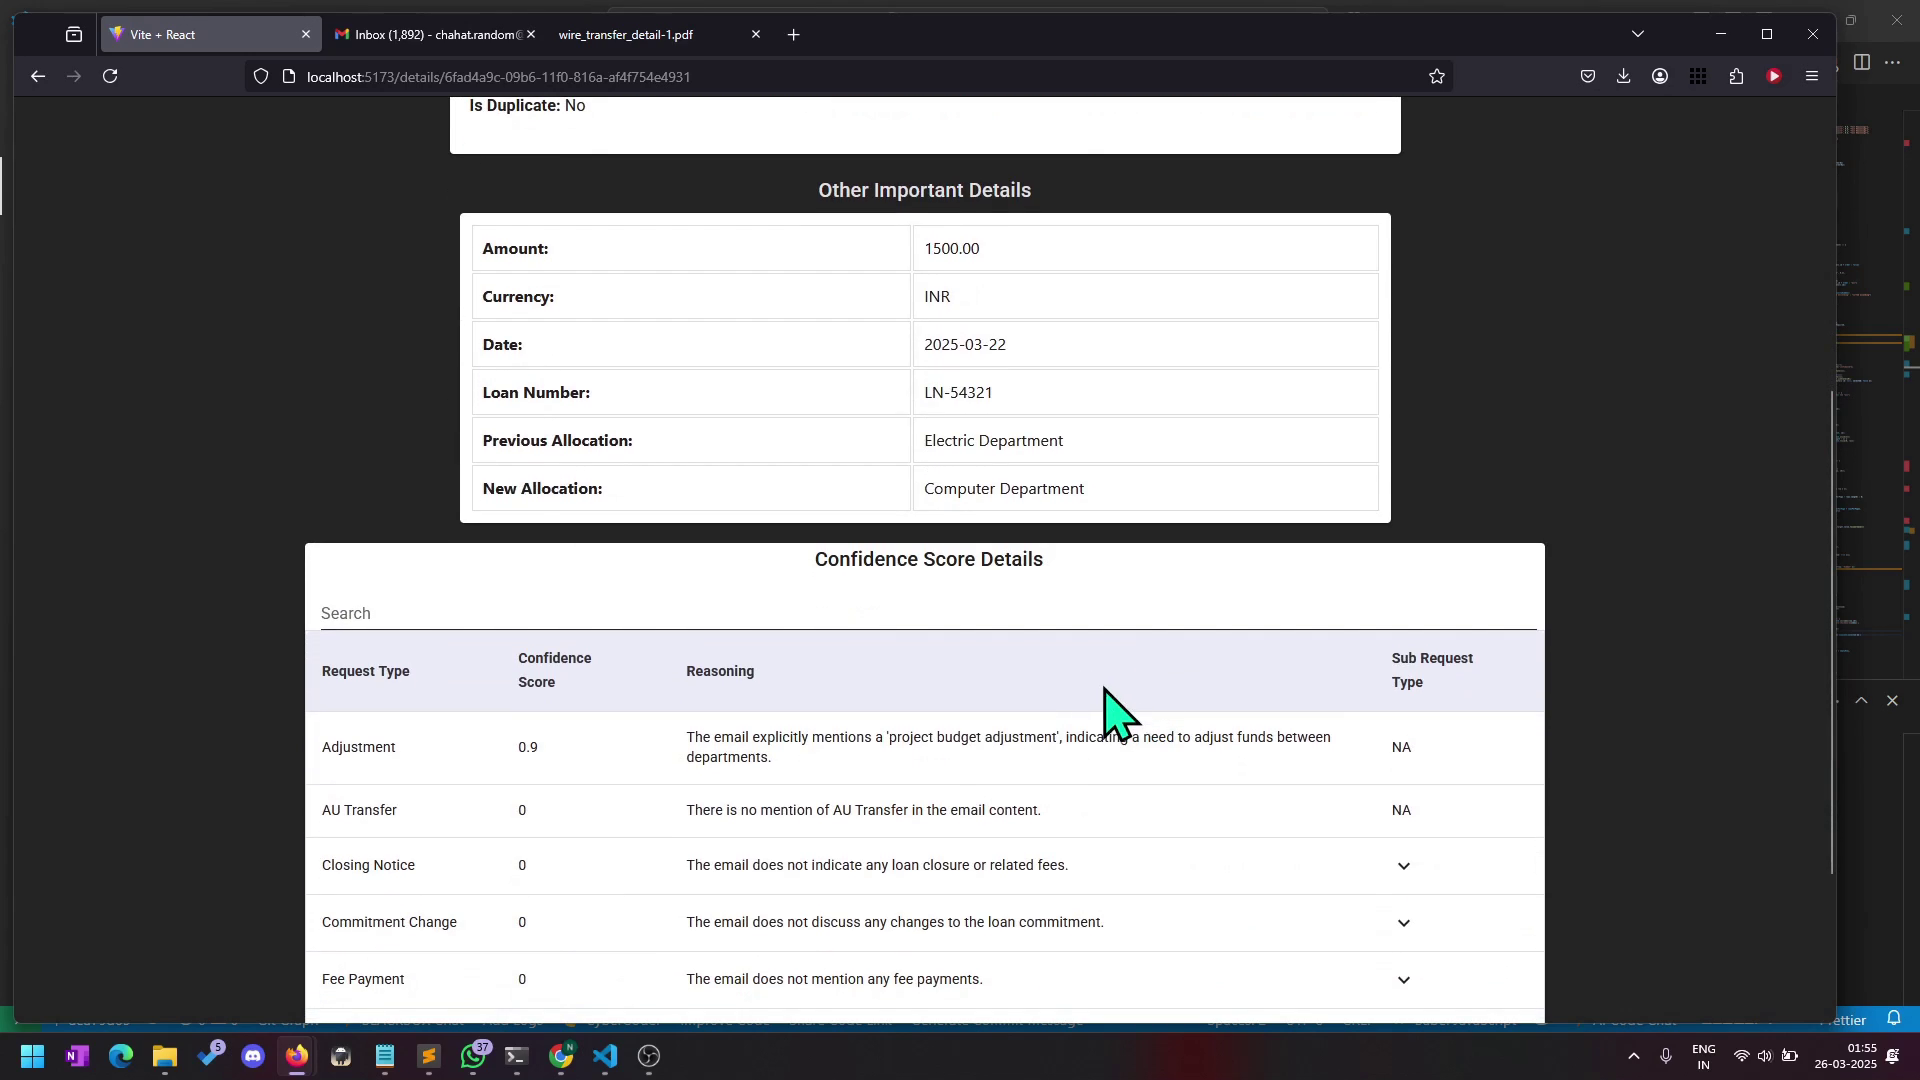 Vite + React
Inbox (1,892) - chahat.random@
wire_transfer_detail-1.pdf
localhost:5173/details/6fad4a9c-09b6-11f0-816a-af4f754e4931
Is Duplicate: No
Other Important Details
Amount: 1500.00
Currency: INR
Date: 2025-03-22
Loan Number: LN-54321
Previous Allocation: Electric Department
New Allocation: Computer Department
Confidence Score Details
Search
Request Type
Confidence
Score
Reasoning
Sub Request
Type
Adjustment
0.9
The email explicitly mentions a 'project budget adjustment', indicating a need to adjust funds between
departments.
NA
AU Transfer
0
There is no mention of AU Transfer in the email content.
NA
Closing Notice
0
The email does not indicate any loan closure or related fees.
Commitment Change
0
The email does not discuss any changes to the loan commitment.
Fee Payment
0
The email does not mention any fee payments.
5
37
N
ENG
IN
01:55
26-03-2025